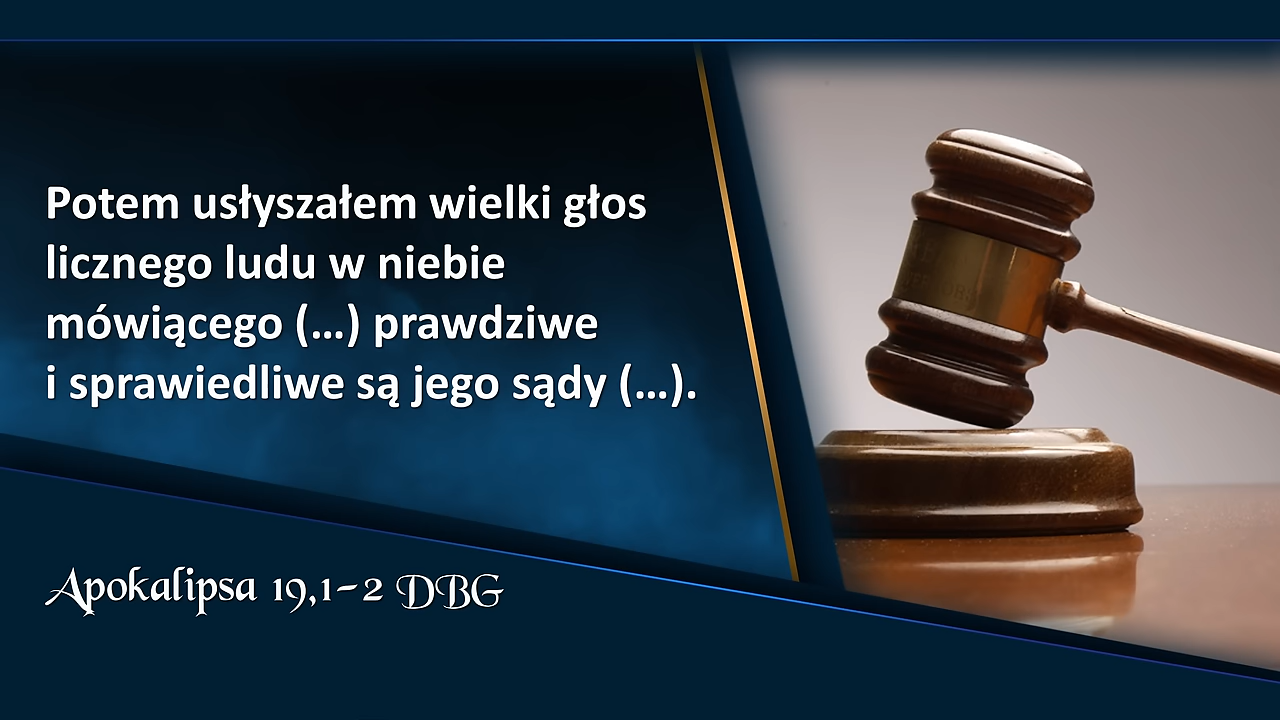 Potem usłyszałem wielki głos
licznego ludu w niebie
mówiącego (...) prawdziwe
i sprawiedliwe są jego sądy (...).
Apokalipsa 19,1-2 DBG